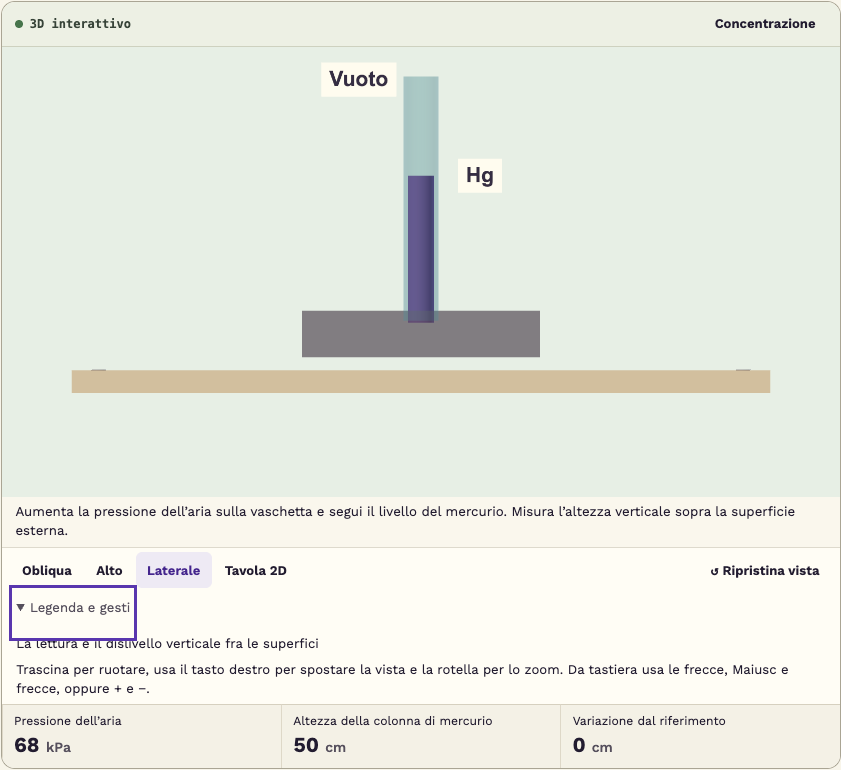 3D interattivo
Concentrazione
Vuoto
Hg
Aumenta la pressione dell’aria sulla vaschetta e segui il livello del mercurio. Misura l’altezza verticale sopra la superficie
esterna.
Obliqua Alto Laterale Tavola 2D ↺ Ripristina vista
▼ Legenda e gesti
La lettura è il dislivello verticale fra le superfici
Trascina per ruotare, usa il tasto destro per spostare la vista e la rotella per lo zoom. Da tastiera usa le frecce, Maiusc e
frecce, oppure + e −.
Pressione dell’aria
68 kPa
Altezza della colonna di mercurio
50 cm
Variazione dal riferimento
0 cm